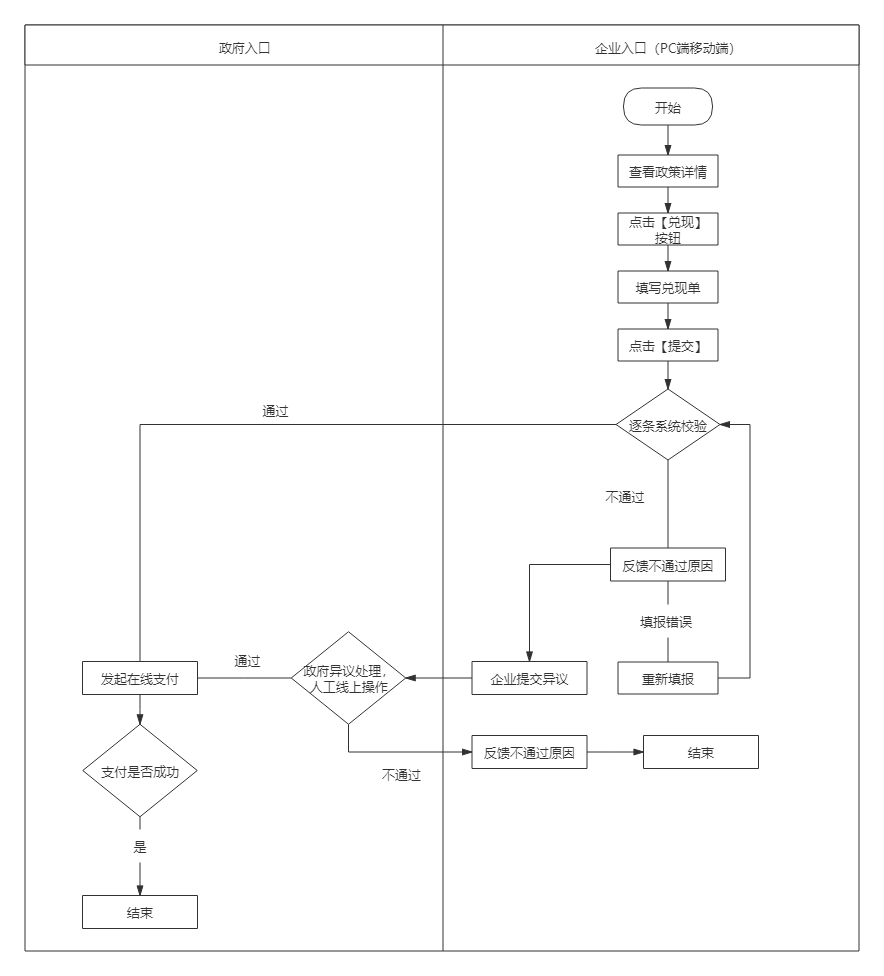 政府入口
企业入口（PC端移动端）
开始
查看政策详情
点击【兑现】
按钮
填写兑现单
点击【提交】
通过
逐条系统校验
不通过
反馈不通过原因
填报错误
通过
政府异议处理，
人工线上操作
发起在线支付
企业提交异议
重新填报
反馈不通过原因
结束
支付是否成功
不通过
是
结束